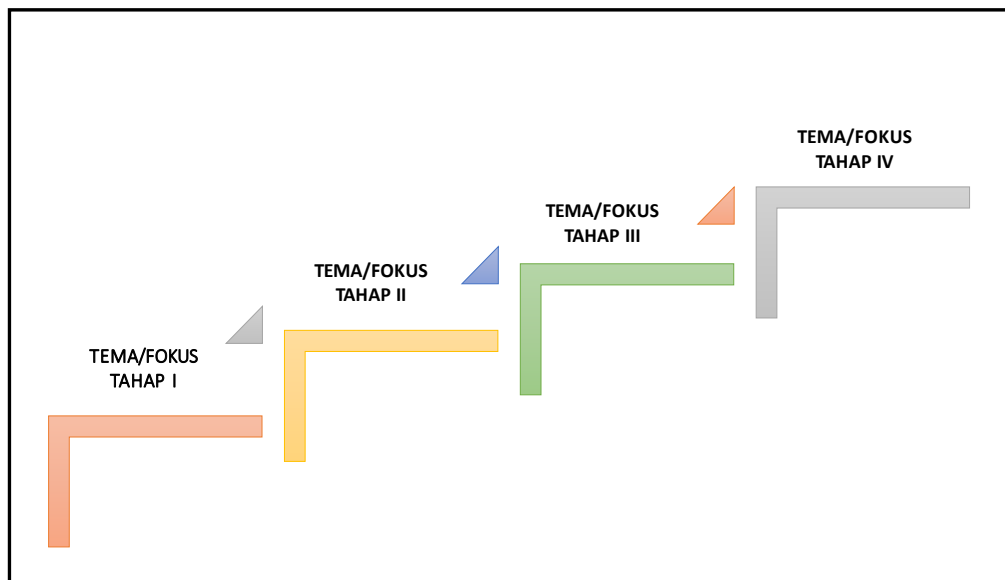 TEMA/FOKUS
TAHAP I
TEMA/FOKUS
TAHAP II
TEMA/FOKUS
TAHAP III
TEMA/FOKUS
TAHAP IV